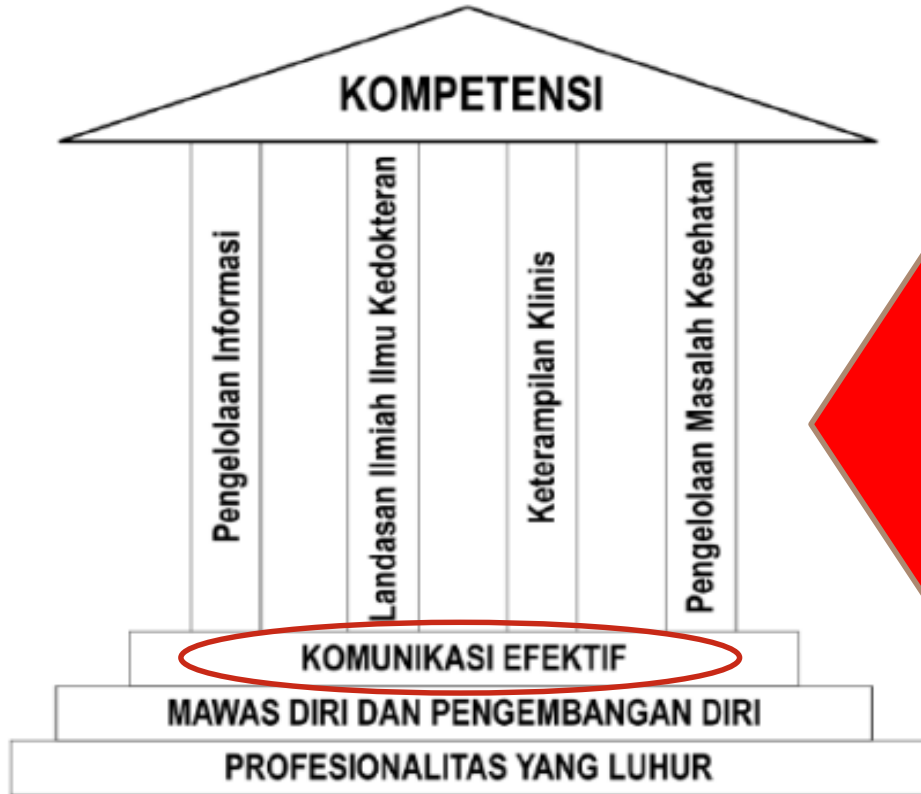 KOMPETENSI
Pengelolaan Informasi
Landasan Ilmiah Ilmu Kedokteran
Keterampilan Klinis
Pengelolaan Masalah Kesehatan
KOMUNIKASI EFEKTIF
MAWAS DIRI DAN PENGEMBANGAN DIRI
PROFESIONALITAS YANG LUHUR